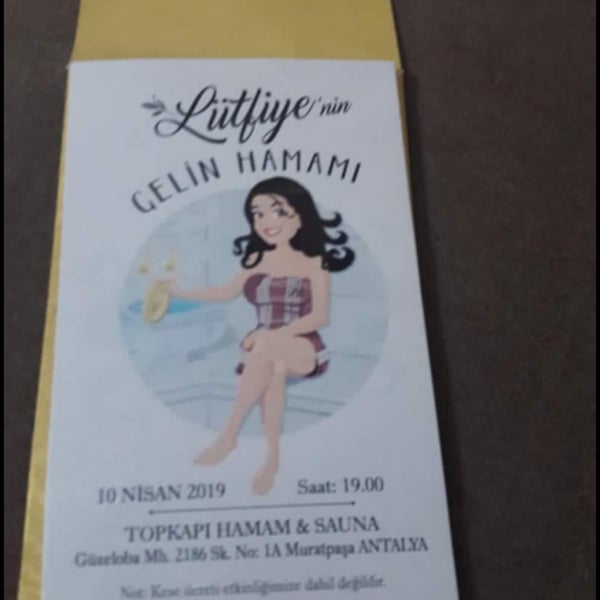 Lütfiye'nin
GELİN HAMAMI
10 NİSAN 2019 Saat: 19.00
TOPKAPI HAMAM & SAUNA
Güzeloba Mh. 2186 Sk. No: 1A Muratpaşa ANTALYA
Not: Kese ücreti etkinliğimize dahil değildir.